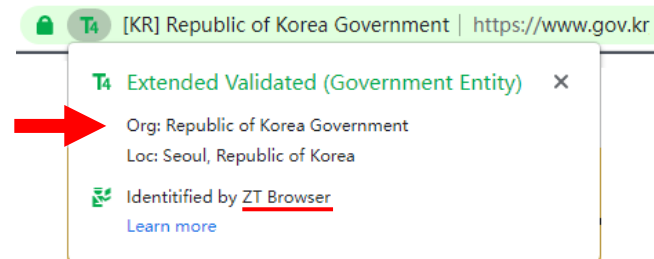 T4 [KR] Republic of Korea Government | https://www.gov.kr
T4 Extended Validated (Government Entity) ×
Org: Republic of Korea Government
Loc: Seoul, Republic of Korea
Identitified by ZT Browser
Learn more